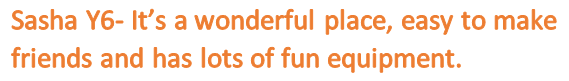 Sasha Y6- It’s a wonderful place, easy to make
friends and has lots of fun equipment.